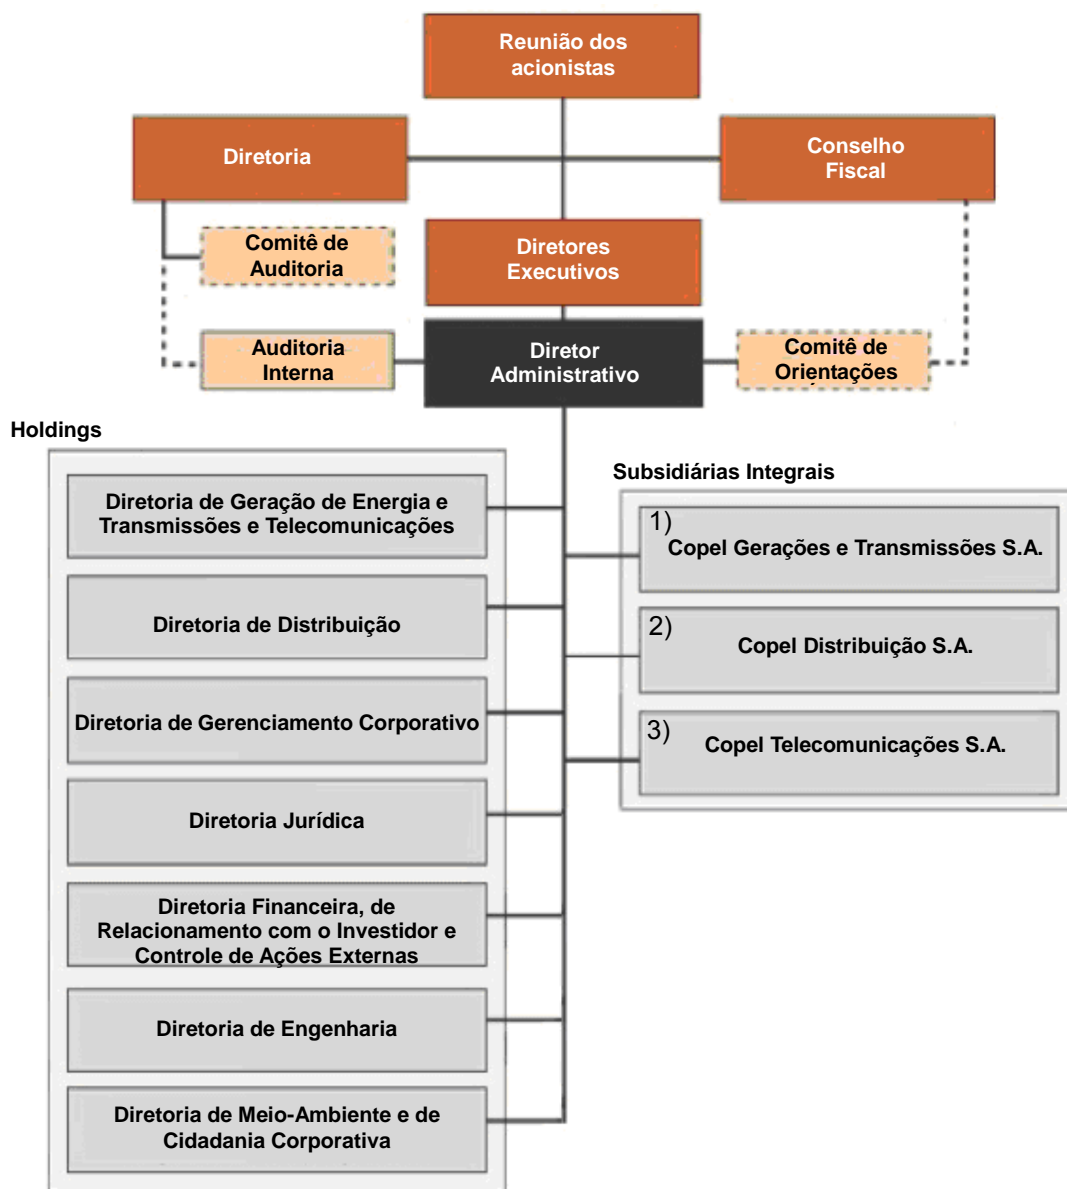 Reunião dos
acionistas
Diretoria
Conselho
Fiscal
Comitê de
Auditoria
Diretores
Executivos
Auditoria
Interna
Diretor
Administrativo
Comitê de
Orientações
Holdings
Diretoria de Geração de Energia e
Transmissões e Telecomunicações
Diretoria de Distribuição
Diretoria de Gerenciamento Corporativo
Diretoria Jurídica
Diretoria Financeira, de
Relacionamento com o Investidor e
Controle de Ações Externas
Diretoria de Engenharia
Diretoria de Meio-Ambiente e de
Cidadania Corporativa
Subsidiárias Integrais
1)
Copel Gerações e Transmissões S.A.
2)
Copel Distribuição S.A.
3)
Copel Telecomunicações S.A.